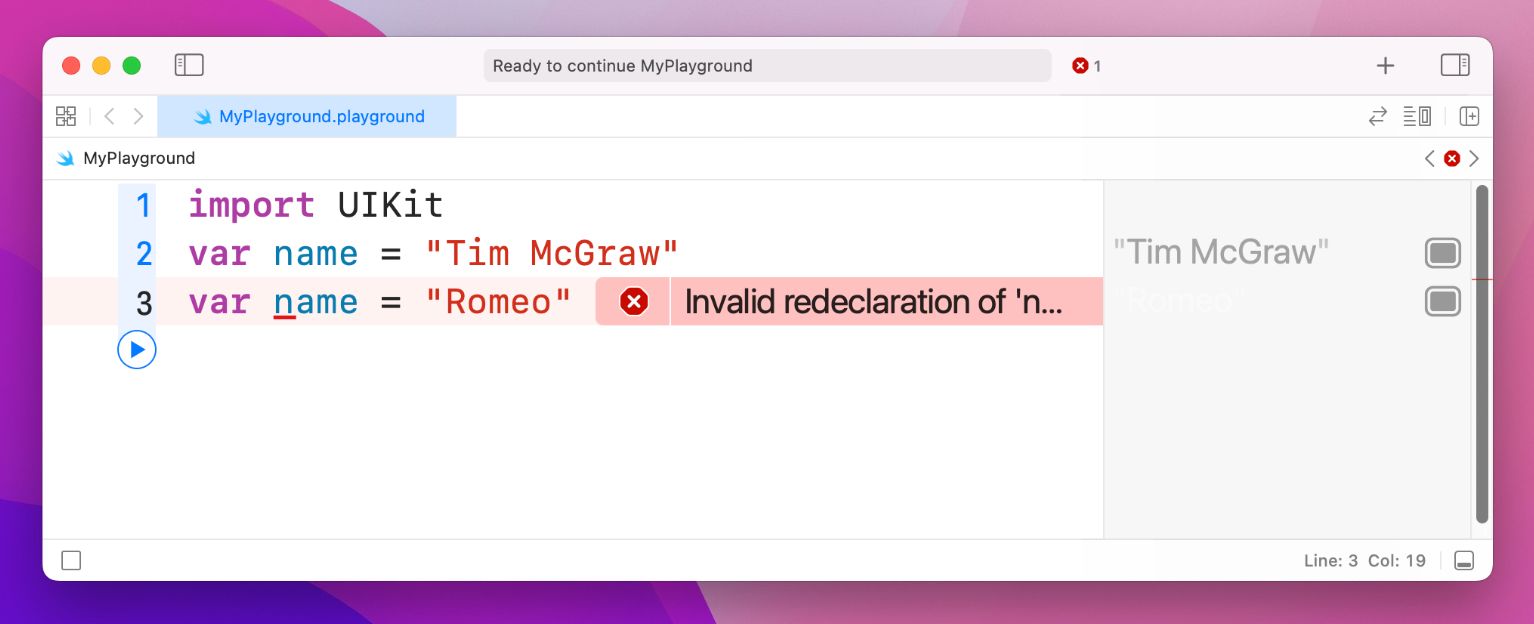 Ready to continue MyPlayground
1
MyPlayground.playground
MyPlayground
1 import UIKit
2 var name = "Tim McGraw"
"Tim McGraw"
3 var name = "Romeo"
Invalid redeclaration of 'n...
"Romeo"
Line: 3 Col: 19